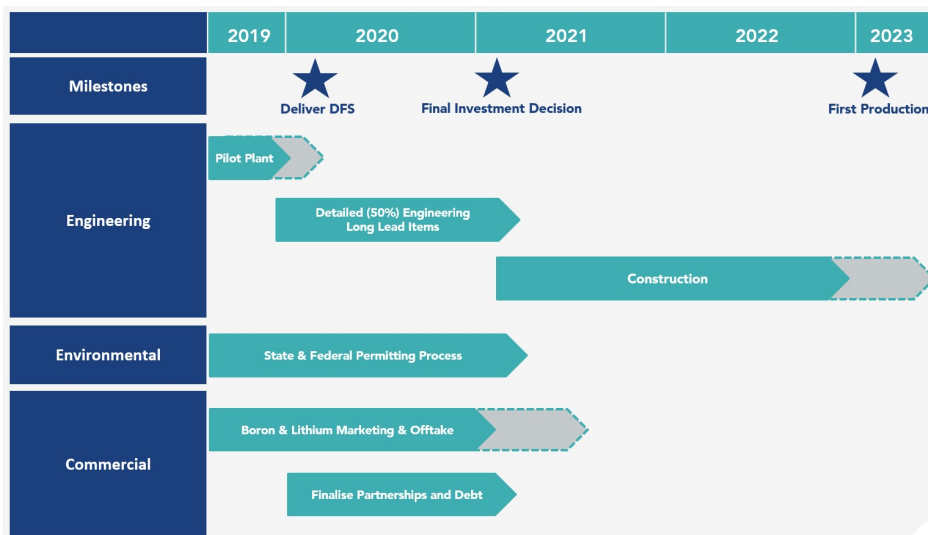 2019 2020 2021 2022 2023
Milestones
Deliver DFS
Final Investment Decision
First Production
Engineering
Pilot Plant
Detailed (50%) Engineering
Long Lead Items
Construction
Environmental
State & Federal Permitting Process
Commercial
Boron & Lithium Marketing & Offtake
Finalise Partnerships and Debt